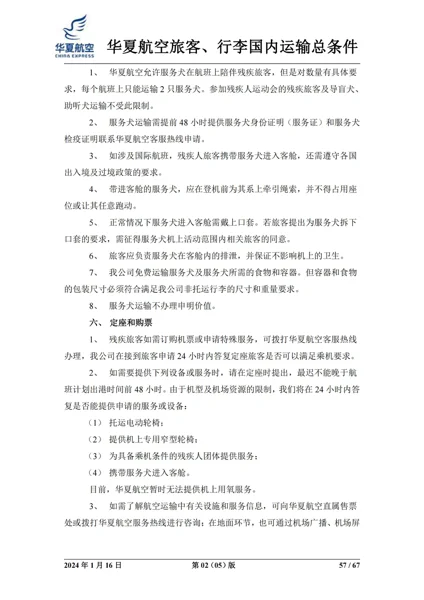 华夏航空
CHINA EXPRESS
华夏航空旅客、行李国内运输总条件
1、 华夏航空允许服务犬在航班上陪伴残疾旅客，但是对数量有具体要
求，每个航班上只能运输 2 只服务犬。参加残疾人运动会的残疾旅客及导盲犬、
助听犬运输不受此限制。
2、 服务犬运输需提前 48 小时提供服务犬身份证明（服务证）和服务犬
检疫证明联系华夏航空客服热线申请。
3、 如涉及国际航班，残疾人旅客携带服务犬进入客舱，还需遵守各国
出入境及过境政策的要求。
4、 带进客舱的服务犬，应在登机前为其系上牵引绳索，并不得占用座
位或让其任意跑动。
5、 正常情况下服务犬进入客舱需戴上口套。若旅客提出为服务犬拆下
口套的要求，需征得服务犬机上活动范围内相关旅客的同意。
6、 旅客应负责服务犬在客舱内的排泄，并保证不影响机上的卫生。
7、 我公司免费运输服务犬及服务犬所需的食物和容器。但容器和食物
的包装尺寸必须符合满足我公司非托运行李的尺寸和重量要求。
8、 服务犬运输不办理申明价值。
六、 定座和购票
1、 残疾旅客如需订购机票或申请特殊服务，可拨打华夏航空客服热线
办理，我公司在接到旅客申请 24 小时内答复定座旅客是否可以满足乘机要求。
2、 如需要提供下列设备或服务时，请在定座时提出，最迟不能晚于航
班计划出港时间前 48 小时。由于机型及机场资源的限制，我们将在 24 小时内答
复是否能提供申请的服务或设备：
（1） 托运电动轮椅；
（2） 提供机上专用窄型轮椅；
（3） 为具备乘机条件的残疾人团体提供服务；
（4） 携带服务犬进入客舱。
目前，华夏航空暂时无法提供机上用氧服务。
3、 如需了解航空运输中有关设施和服务信息，可向华夏航空直属售票
处或拨打华夏航空服务热线进行咨询；在地面环节，也可通过机场广播、机场屏
2024 年 1 月 16 日 第 02（05）版 57 / 67